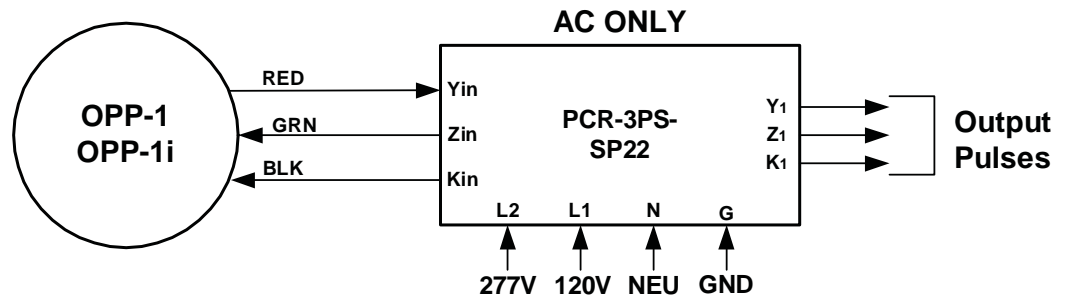 AC ONLY
OPP-1
OPP-1i
RED
GRN
BLK
Yin
Zin
Kin
PCR-3PS-
SP22
Y1
Z1
K1
Output
Pulses
L2 L1 N G
277V 120V NEU GND